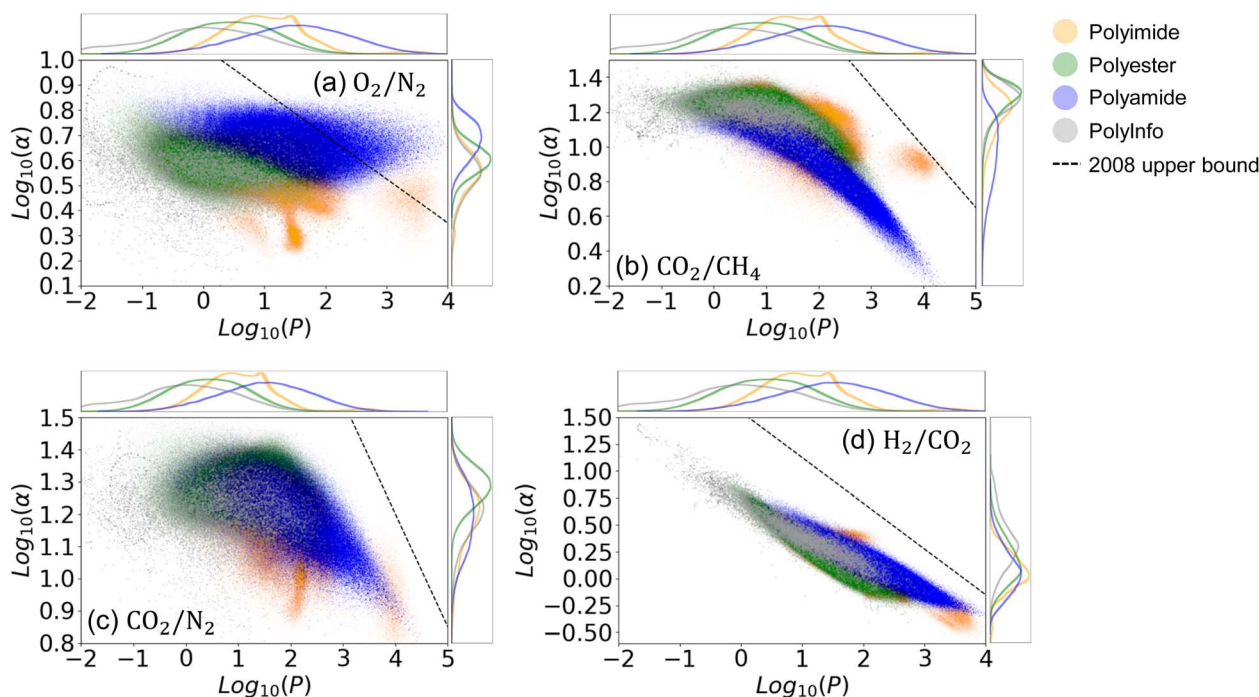 (a) O₂/N₂
Log₁₀(α)
1.0
0.9
0.8
0.7
0.6
0.5
0.4
0.3
0.2
0.1
−2 −1 0 1 2 3 4
Log₁₀(P)
(b) CO₂/CH₄
Log₁₀(α)
1.4
1.2
1.0
0.8
0.6
0.4
0.2
−2 −1 0 1 2 3 4 5
Log₁₀(P)
Polyimide
Polyester
Polyamide
PolyInfo
2008 upper bound
(c) CO₂/N₂
Log₁₀(α)
1.5
1.4
1.3
1.2
1.1
1.0
0.9
0.8
−2 −1 0 1 2 3 4 5
Log₁₀(P)
(d) H₂/CO₂
Log₁₀(α)
1.50
1.25
1.00
0.75
0.50
0.25
0.00
−0.25
−0.50
−2 −1 0 1 2 3 4
Log₁₀(P)